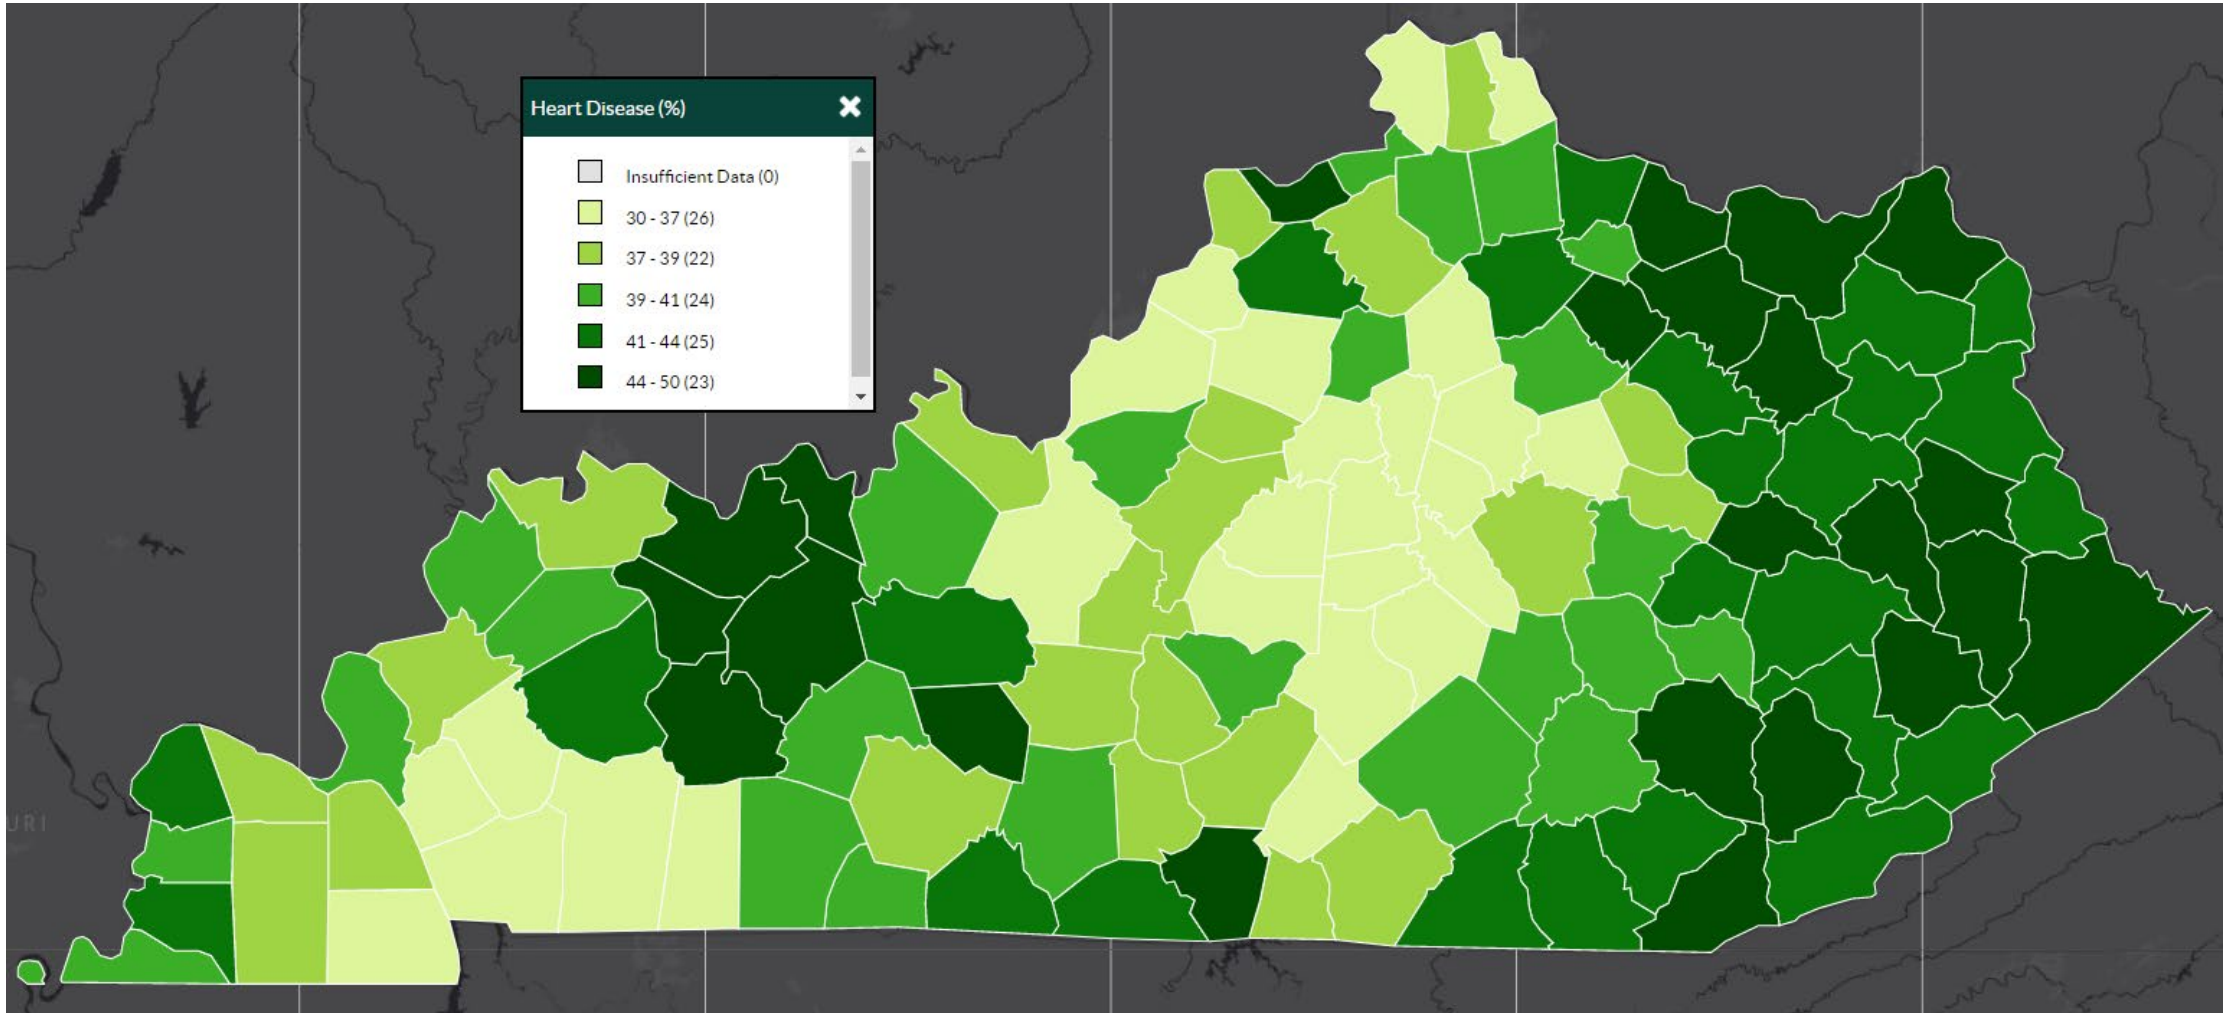 Heart Disease (%)
Insufficient Data (0)
30 - 37 (26)
37 - 39 (22)
39 - 41 (24)
41 - 44 (25)
44 - 50 (23)
URI